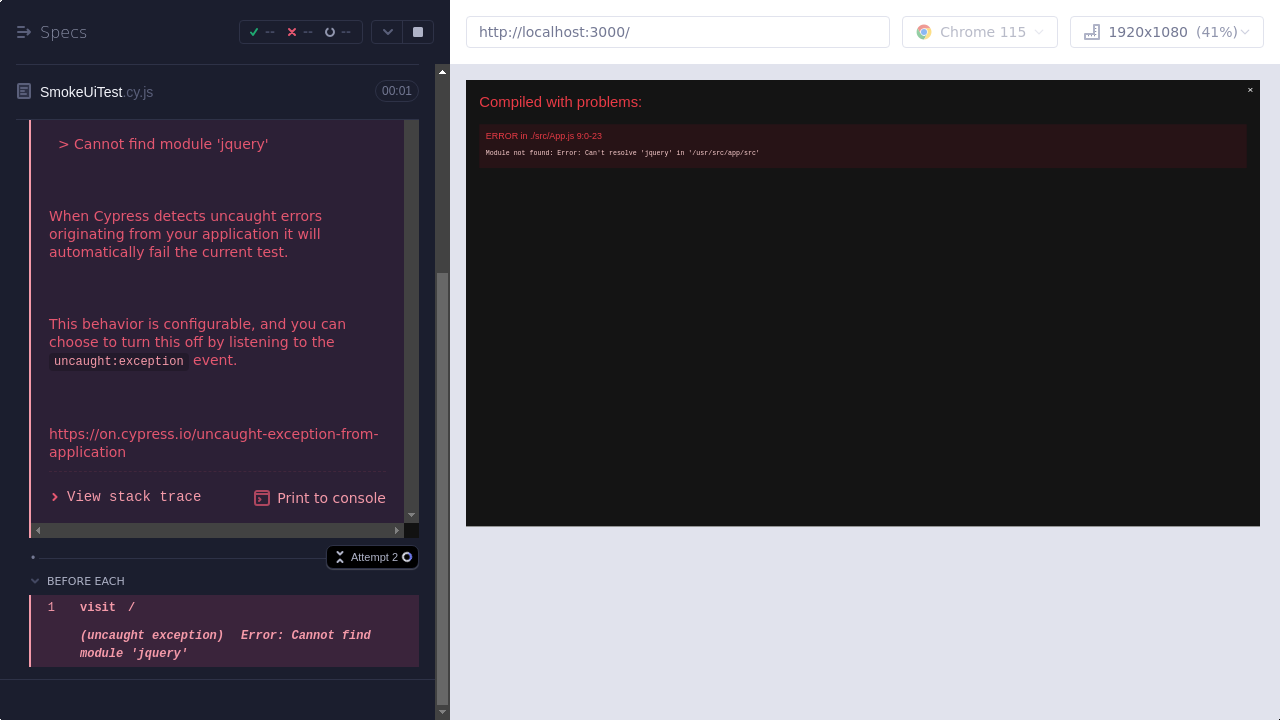 Specs
--
--
--
SmokeUiTest.cy.js
00:01
> Cannot find module 'jquery'
When Cypress detects uncaught errors
originating from your application it will
automatically fail the current test.
This behavior is configurable, and you can
choose to turn this off by listening to the
uncaught:exception event.
https://on.cypress.io/uncaught-exception-from-
application
View stack trace
Print to console
Attempt 2
BEFORE EACH
1 visit /
(uncaught exception) Error: Cannot find
module 'jquery'
http://localhost:3000/
Chrome 115
1920x1080 (41%)
Compiled with problems:
×
ERROR in ./src/App.js 9:0-23
Module not found: Error: Can't resolve 'jquery' in '/usr/src/app/src'